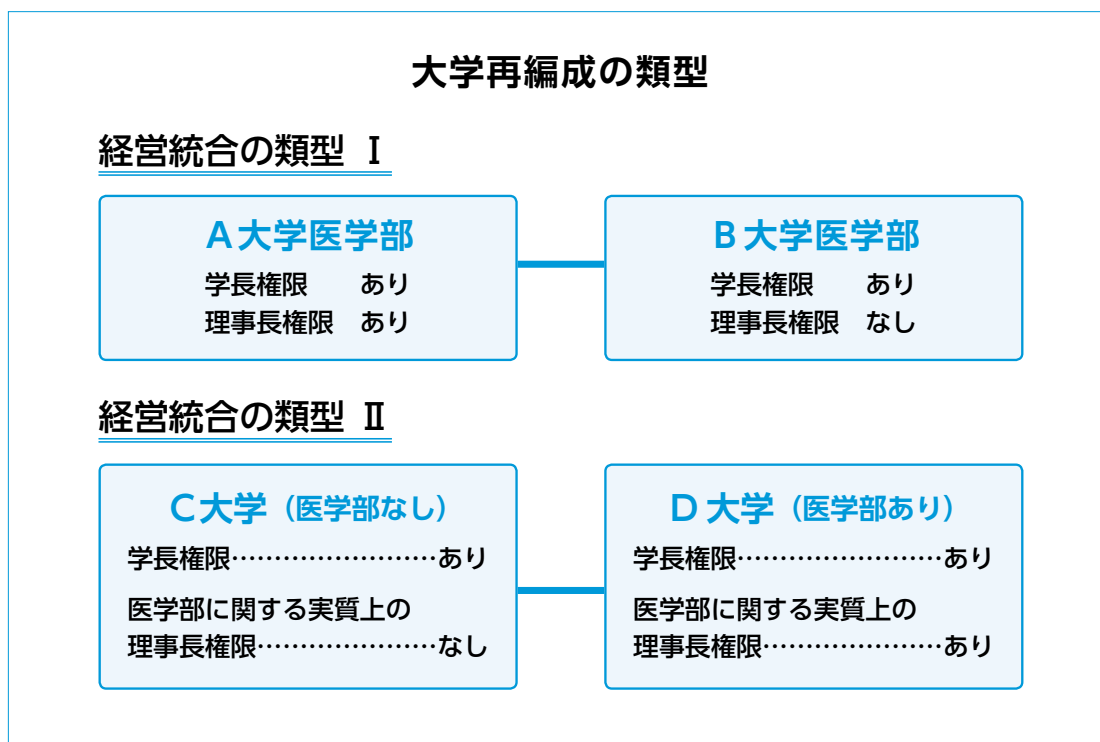 大学再編成の類型
経営統合の類型 Ⅰ
A大学医学部
学長権限 あり
理事長権限 あり
B大学医学部
学長権限 あり
理事長権限 なし
経営統合の類型 Ⅱ
C大学（医学部なし）
学長権限……………………あり
医学部に関する実質上の
理事長権限…………………なし
D大学（医学部あり）
学長権限……………………あり
医学部に関する実質上の
理事長権限…………………あり